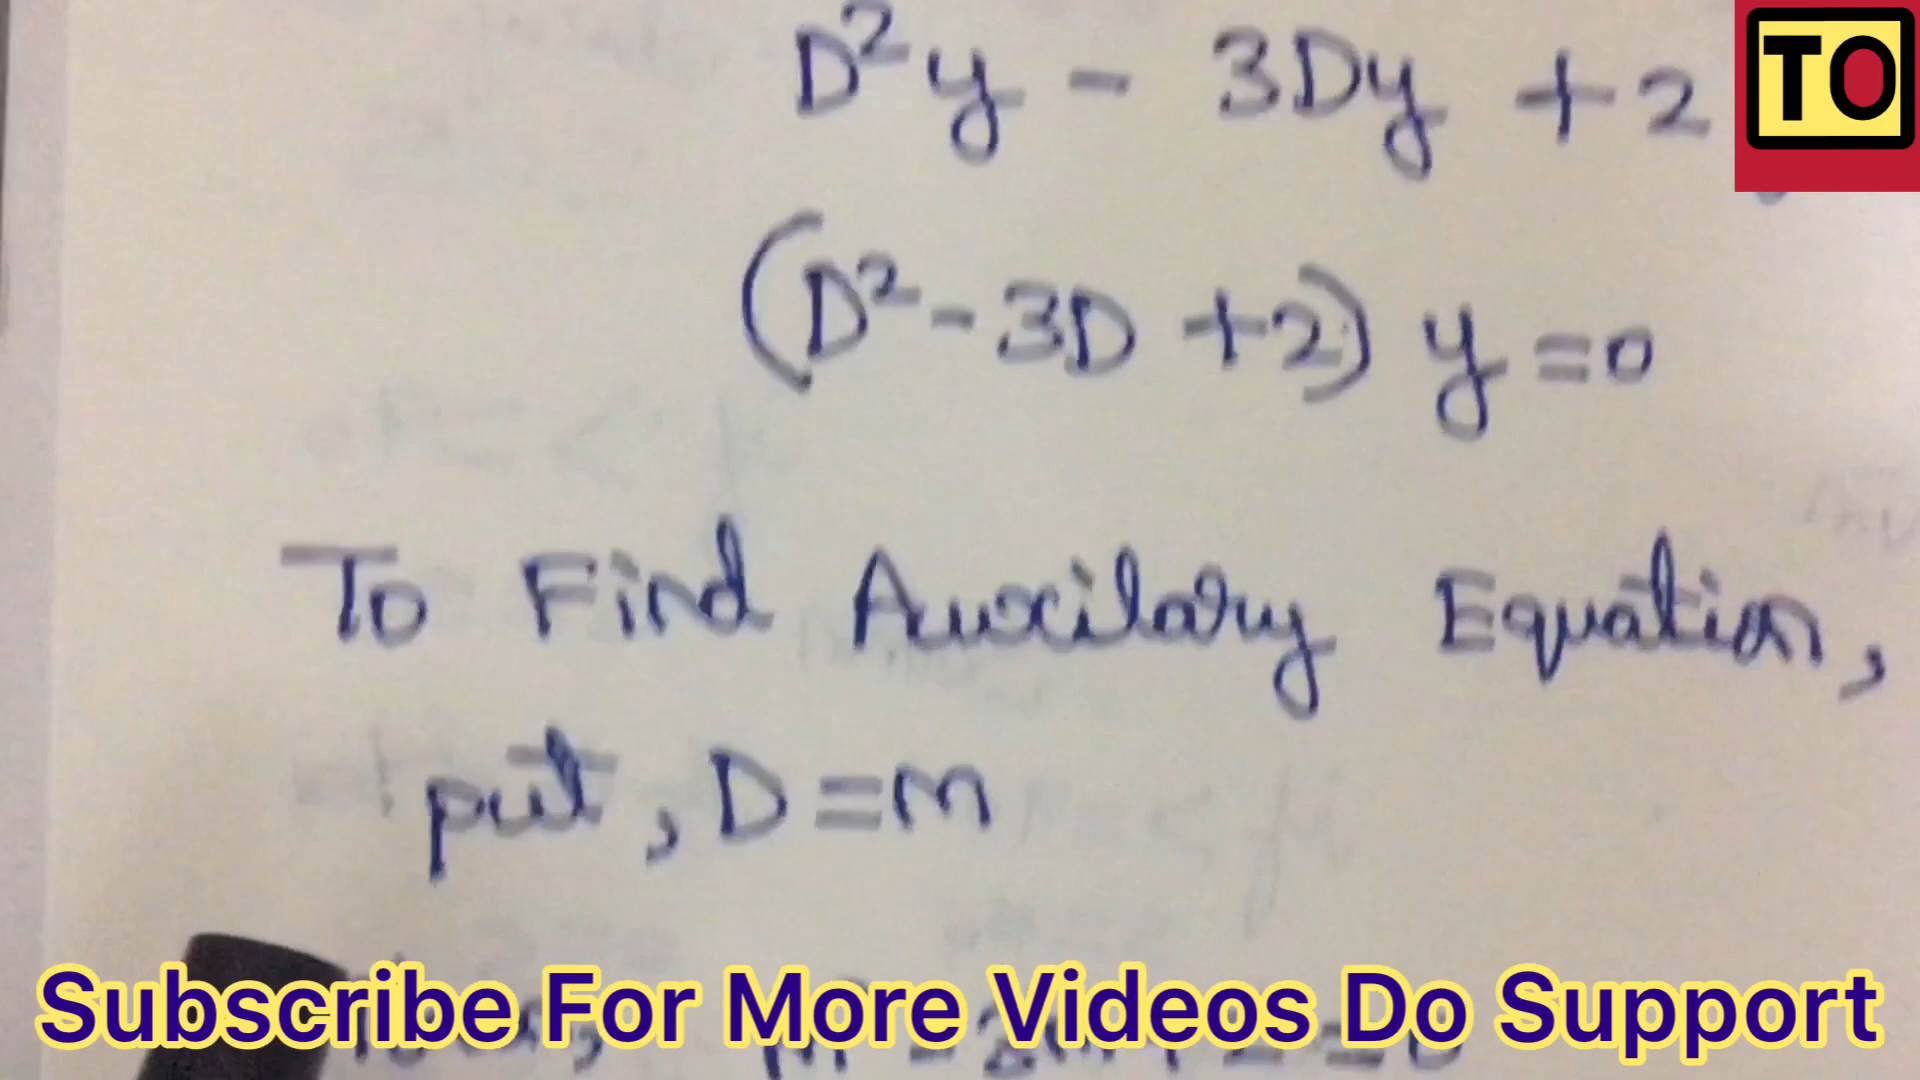 D²y - 3Dy + 2
TO
(D² - 3D + 2) y = 0
To Find Auxilary Equation,
put, D = m
Subscribe For More Videos Do Support